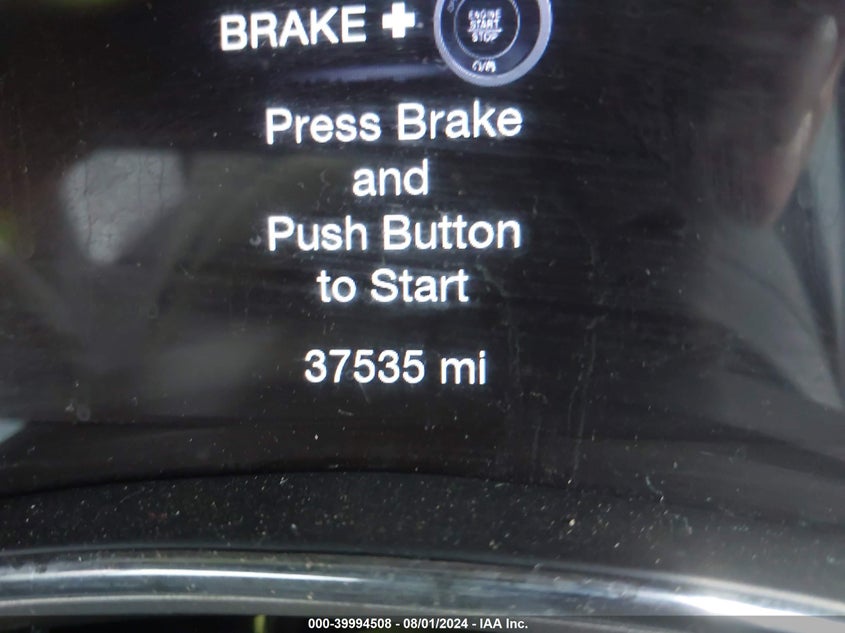 BRAKE +
ENGINE
START
STOP
Press Brake
and
Push Button
to Start
37535 mi
000-39994508 - 08/01/2024 - IAA Inc.